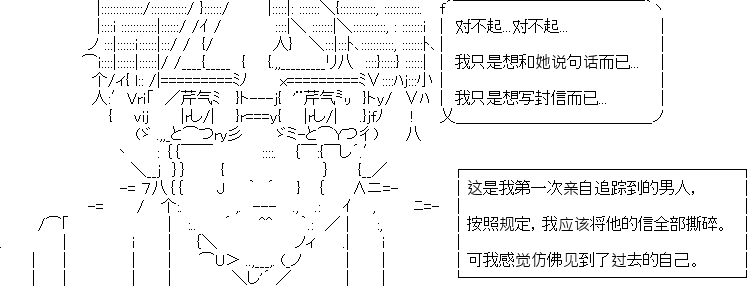 对不起...对不起...
我只是想和她说句话而已...
我只是想写封信而已...
这是我第一次亲自追踪到的男人，
按照规定，我应该将他的信全部撕碎。
可我感觉仿佛见到了过去的自己。